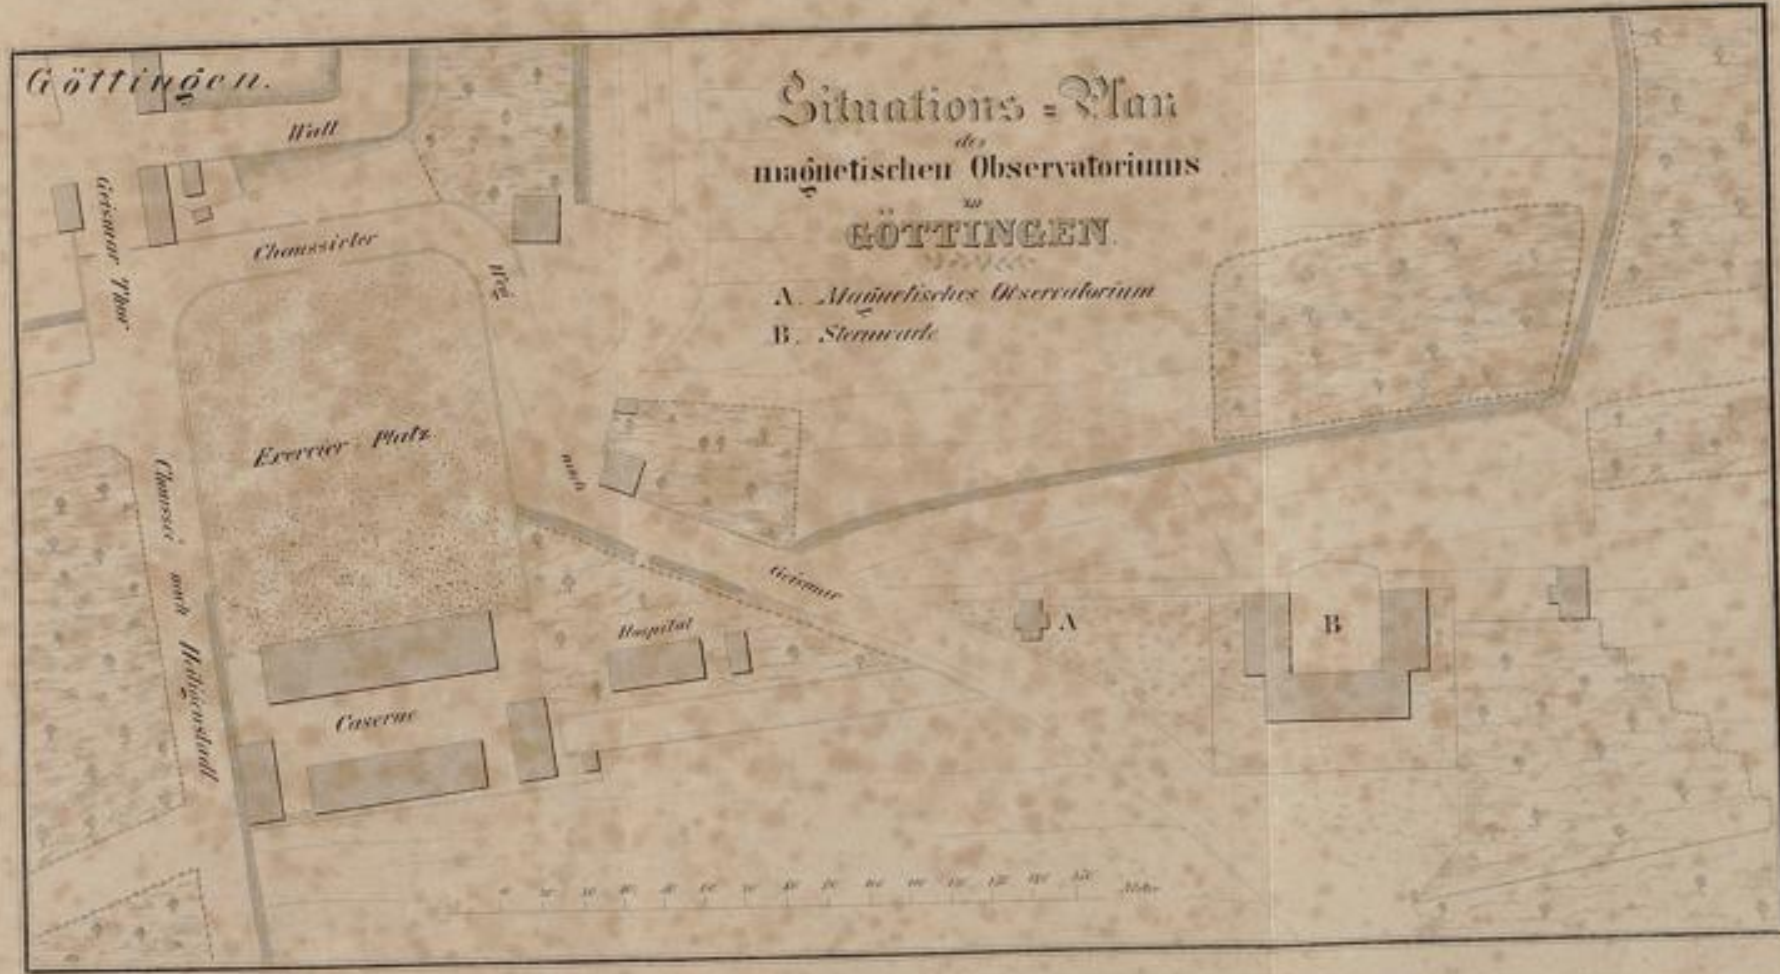 Göttingen.
Situations=Plan
des
magnetischen Observatoriums
zu
GÖTTINGEN.
A. Magnetisches Observatorium
B. Sternwarte
Wall
Geismar Thor
Chaussirter
Weg
nach
Geismar
Exercier-Platz
Chaussée nach Heiligenstadt
Hospital
Caserne
A
B
Meter